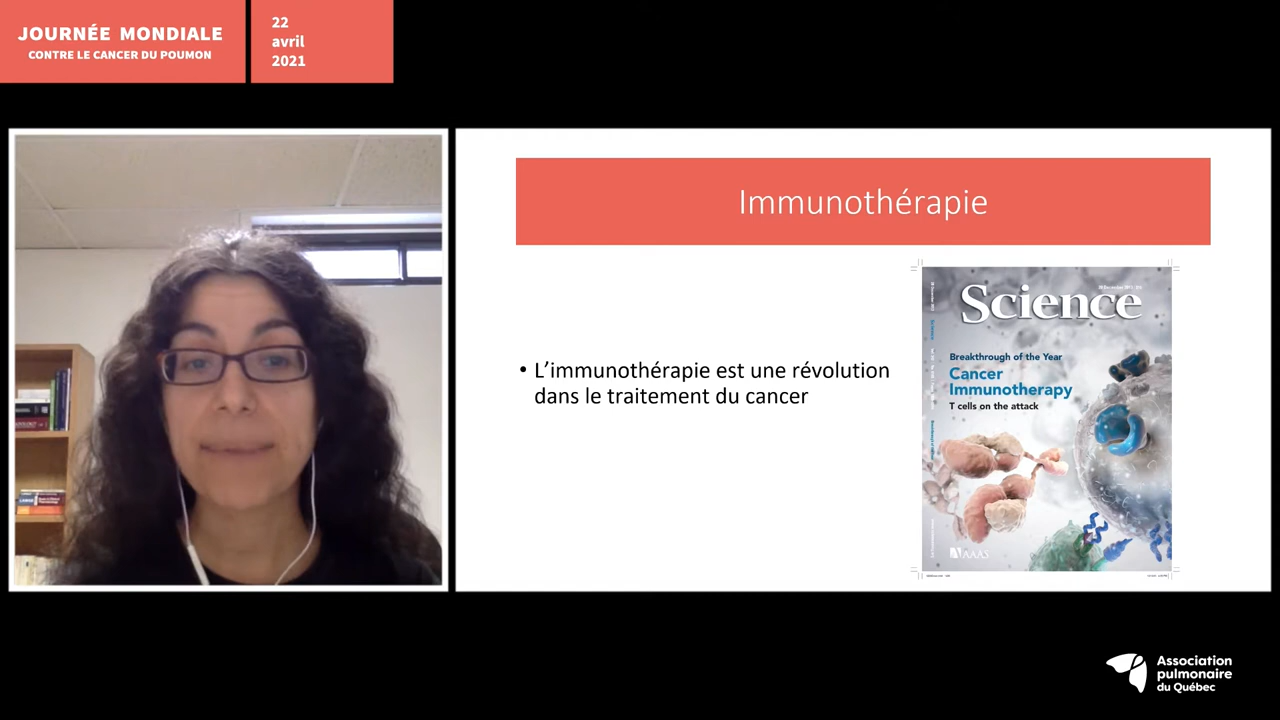 JOURNÉE MONDIALE
CONTRE LE CANCER DU POUMON
22
avril
2021
Immunothérapie
• L’immunothérapie est une révolution
dans le traitement du cancer
Science
Breakthrough of the Year
Cancer
Immunotherapy
T cells on the attack
AAAS
Association
pulmonaire
du Québec